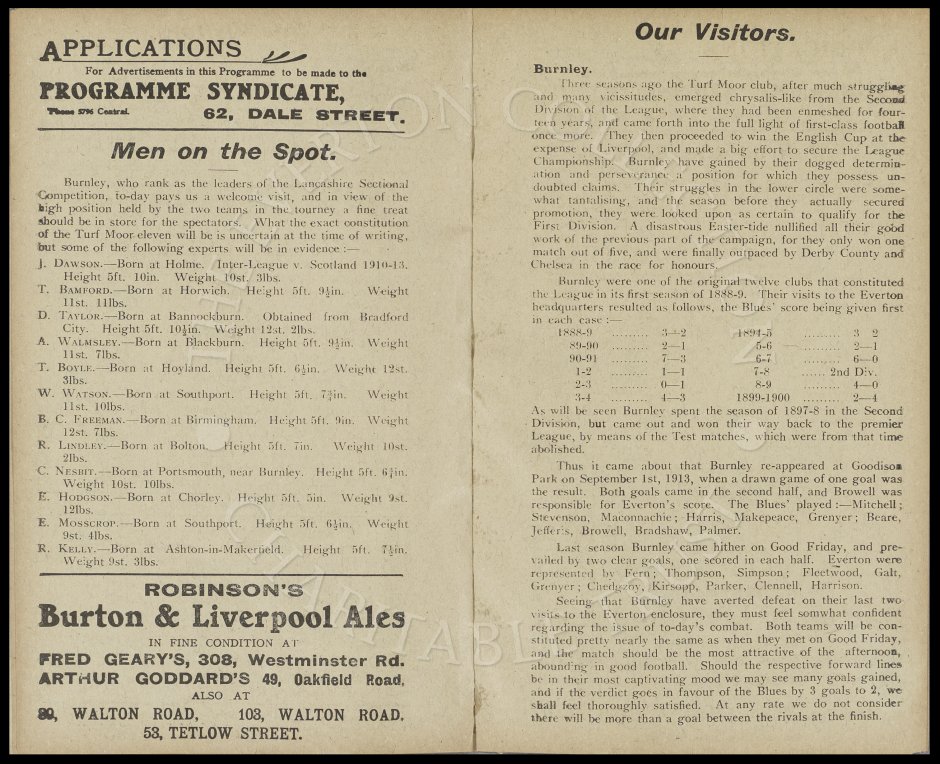 APPLICATIONS
For Advertisements in this Programme to be made to the
PROGRAMME SYNDICATE,
'Phone 5796 Central.
62, DALE STREET.
Men on the Spot.
Burnley, who rank as the leaders of the Lancashire Sectional
Competition, to-day pays us a welcome visit, and in view of the
high position held by the two teams in the tourney a fine treat
should be in store for the spectators. What the exact constitution
of the Turf Moor eleven will be is uncertain at the time of writing,
but some of the following experts will be in evidence :—
J. DAWSON.—Born at Holme. Inter-League v. Scotland 1910-13.
Height 5ft. 10in. Weight 10st. 3lbs.
T. BAMFORD.—Born at Horwich. Height 5ft. 9½in. Weight
11st. 11lbs.
D. TAYLOR.—Born at Bannockburn. Obtained from Bradford
City. Height 5ft. 10½in. Weight 12st. 2lbs.
A. WALMSLEY.—Born at Blackburn. Height 5ft. 9½in. Weight
11st. 7lbs.
T. BOYLE.—Born at Hoyland. Height 5ft. 6½in. Weight 12st.
3lbs.
W. WATSON.—Born at Southport. Height 5ft. 7¾in. Weight
11st. 10lbs.
B. C. FREEMAN.—Born at Birmingham. Height 5ft. 9in. Weight
12st. 7lbs.
R. LINDLEY.—Born at Bolton. Height 5ft. 7in. Weight 10st.
2lbs.
C. NESBIT.—Born at Portsmouth, near Burnley. Height 5ft.
Weight 10st. 10lbs.
E. HODGSON.—Born at Chorley. Height 5ft. 5in. Weight 9st.
12lbs.
E. MOSSCROP.—Born at Southport. Height 5ft. 6½in. Weight
9st. 4lbs.
R. KELLY.—Born at Ashton-in-Makerfield. Height 5ft. 7½in.
Weight 9st. 3lbs.
ROBINSON'S
Burton & Liverpool Ales
IN FINE CONDITION AT
FRED GEARY'S, 308, Westminster Rd.
ARTHUR GODDARD'S 49, Oakfield Road.
ALSO AT
WALTON ROAD, 103, WALTON ROAD.
53, TETLOW STREET.
Our Visitors.
Burnley.
Three seasons ago the Turf Moor club, after much struggling
and many vicissitudes, emerged chrysalis-like from the Second
Division of the League, where they had been enmeshed for four-
teen years, and came forth into the full light of first-class football
once more. They then proceeded to win the English Cup at the
expense of Liverpool, and made a big effort to secure the League
Championship. Burnley have gained by their dogged determin-
ation and perseverance a position for which they possess un-
doubted claims. Their struggles in the lower circle were some-
what tantalising, and the season before they actually secured
promotion, they were looked upon as certain to qualify for the
First Division. A disastrous Easter-tide nullified all their good
work of the previous part of the campaign, for they only won one
match out of five, and were finally outpaced by Derby County and
Chelsea in the race for honours.
Burnley were one of the original twelve clubs that constituted
the League in its first season of 1888-9. Their visits to the Everton
headquarters resulted as follows, the Blues' score being given first
in each case :—
1888-9 ......... 3—2 1894-5 ......... 3 2
89-90 ......... 2—1 5-6 ......... 2—1
90-91 ......... 7—3 6-7 ......... 6—0
1-2 ......... 1—1 7-8 ...... 2nd Div.
2-3 ......... 0—1 8-9 ......... 4—0
3-4 ......... 4—3 1899-1900 ......... 2—4
As will be seen Burnley spent the season of 1897-8 in the Second
Division, but came out and won their way back to the premier
League, by means of the Test matches, which were from that time
abolished.
Thus it came about that Burnley re-appeared at Goodison
Park on September 1st, 1913, when a drawn game of one goal was
the result. Both goals came in the second half, and Browell was
responsible for Everton's score. The Blues' played :—Mitchell ;
Stevenson, Maconnachie ; Harris, Makepeace, Grenyer ; Beare,
Jefferis, Browell, Bradshaw, Palmer.
Last season Burnley came hither on Good Friday, and pre-
vailed by two clear goals, one scored in each half. Everton were
represented by Fern ; Thompson, Simpson ; Fleetwood, Galt,
Grenyer ; Chedgzoy, Kirsopp, Parker, Clennell, Harrison.
Seeing that Burnley have averted defeat on their last two
visits to the Everton enclosure, they must feel somwhat confident
regarding the issue of to-day's combat. Both teams will be con-
stituted pretty nearly the same as when they met on Good Friday,
and the match should be the most attractive of the afternoon,
abounding in good football. Should the respective forward lines
be in their most captivating mood we may see many goals gained,
and if the verdict goes in favour of the Blues by 3 goals to 2, we
shall feel thoroughly satisfied. At any rate we do not consider
there will be more than a goal between the rivals at the finish.